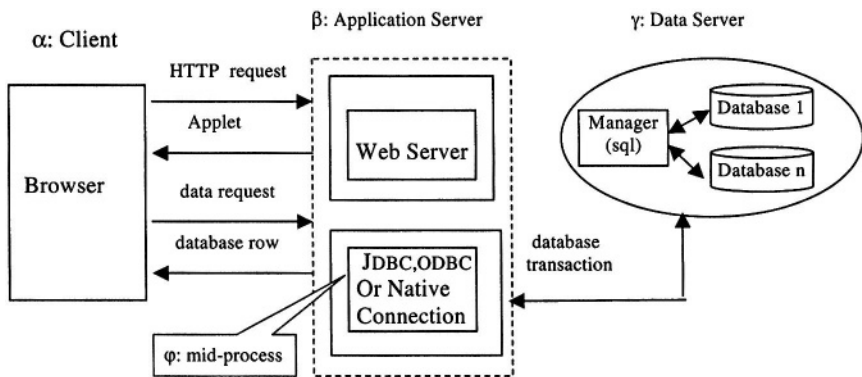 β: Application Server
γ: Data Server
α: Client
HTTP request
Applet
Browser
data request
database row
Web Server
JDBC,ODBC
Or Native
Connection
φ: mid-process
database
transaction
Manager
(sql)
Database 1
Database n